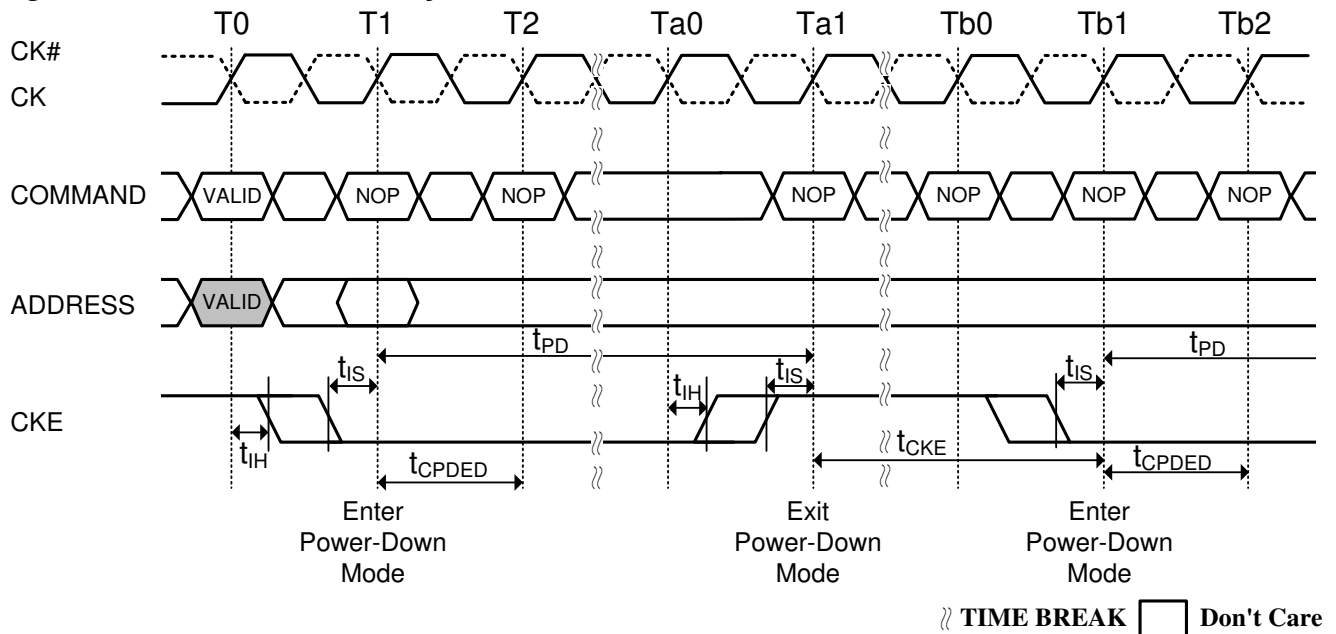 T0 T1 T2 Ta0 Ta1 Tb0 Tb1 Tb2
CK#
CK
COMMAND VALID NOP NOP NOP NOP NOP NOP
ADDRESS VALID
tPD tPD
tIS tIH tIS tIS
CKE
tIH tCPDED tCKE tCPDED
Enter Power-Down Mode
Exit Power-Down Mode
Enter Power-Down Mode
TIME BREAK Don't Care